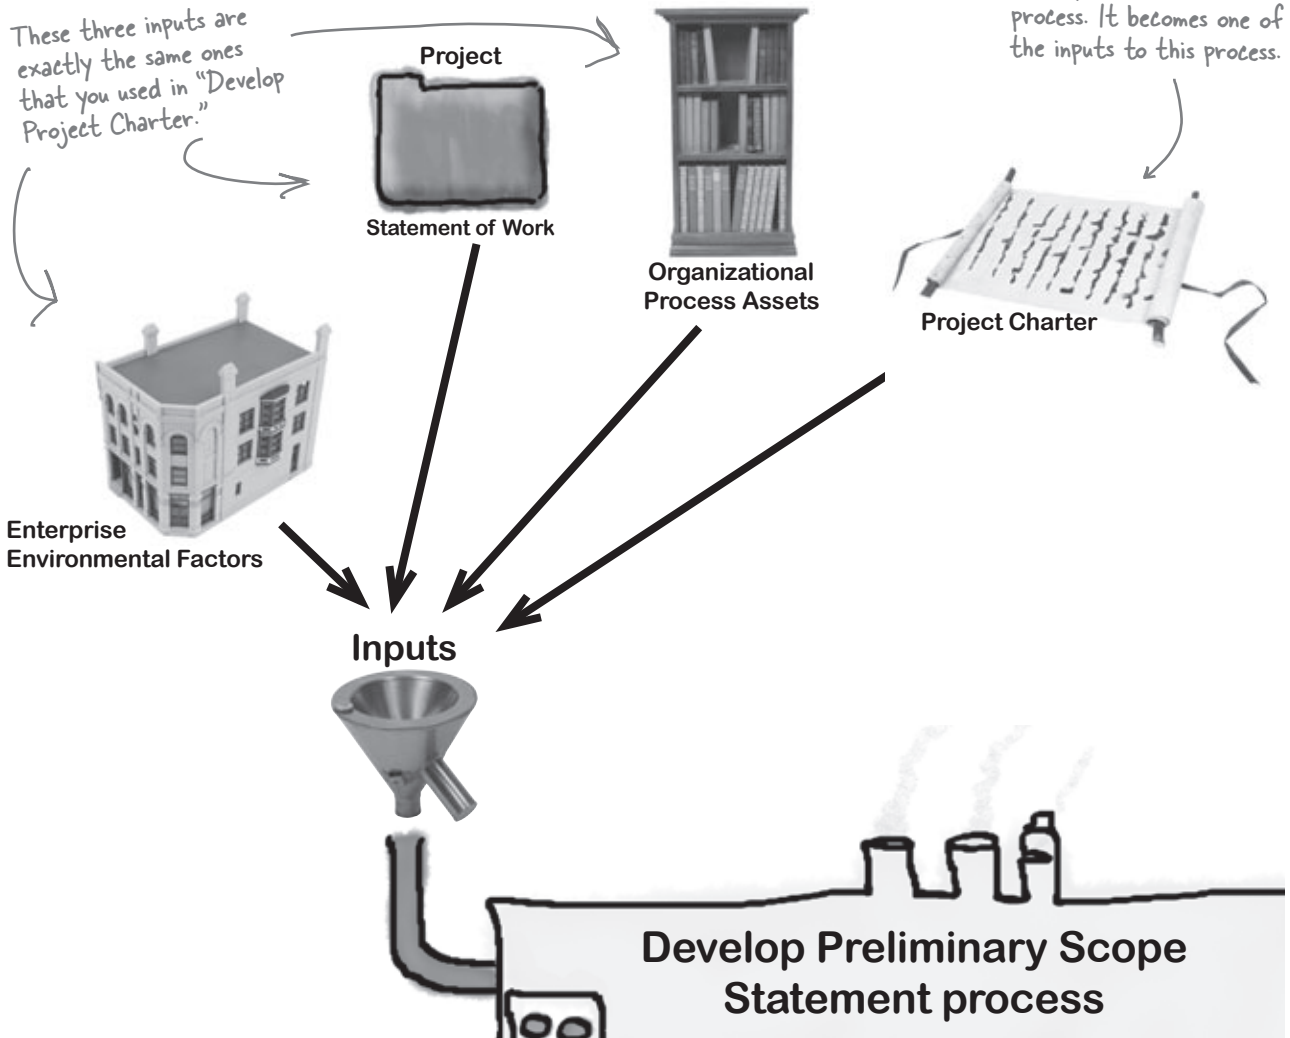 These three inputs are
exactly the same ones
that you used in “Develop
Project Charter.”
Project
Statement of Work
Organizational
Process Assets
process. It becomes one of
the inputs to this process.
Project Charter
Enterprise
Environmental Factors
Inputs
Develop Preliminary Scope
Statement process